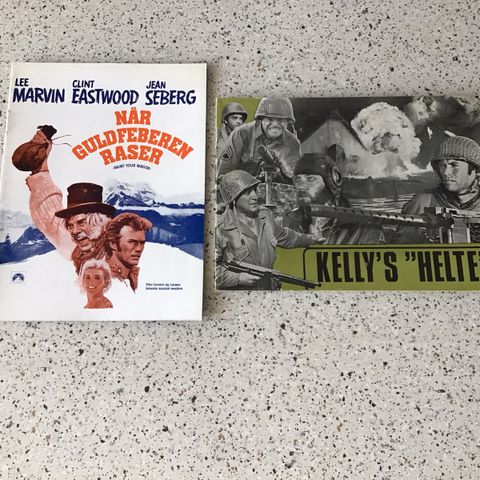 LEE MARVIN
CLINT EASTWOOD
JEAN SEBERG
NÅR
GULDFEBEREN
RASER
(PAINT YOUR WAGON)
KELLY'S "HELTE"